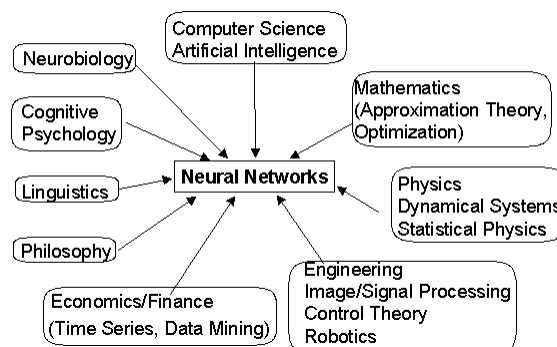 Computer Science
Artificial Intelligence
Neurobiology
Mathematics
(Approximation Theory,
Optimization)
Cognitive
Psychology
Neural Networks
Linguistics
Physics
Dynamical Systems
Statistical Physics
Philosophy
Engineering
Image/Signal Processing
Control Theory
Robotics
Economics/Finance
(Time Series, Data Mining)